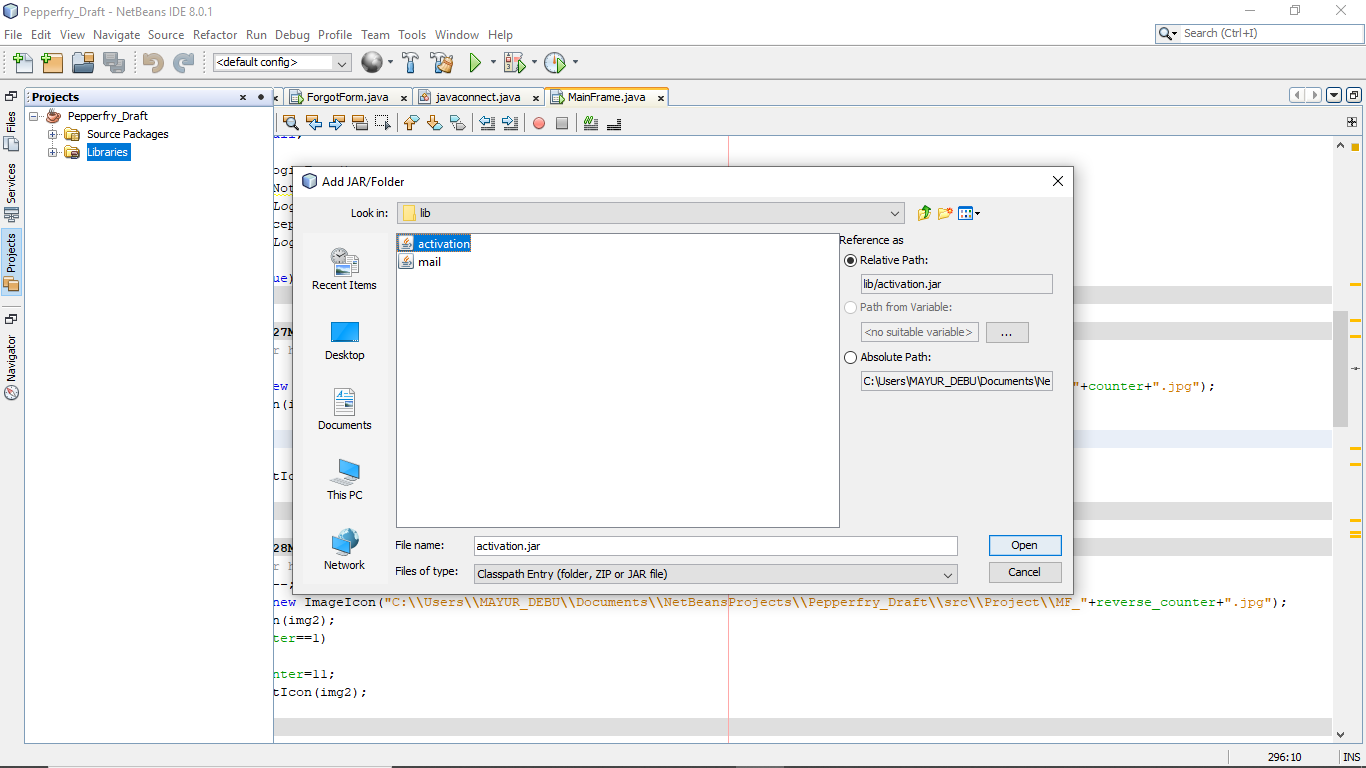 Pepperfry_Draft - NetBeans IDE 8.0.1
File Edit View Navigate Source Refactor Run Debug Profile Team Tools Window Help
Search (Ctrl+I)
<default config>
Projects
ForgotForm.java
javaconnect.java
MainFrame.java
Files
Services
Projects
Navigator
Pepperfry_Draft
Source Packages
Libraries
Add JAR/Folder
Look in:
lib
Recent Items
Desktop
Documents
This PC
Network
activation
mail
Reference as
Relative Path:
lib/activation.jar
Path from Variable:
<no suitable variable>
...
Absolute Path:
C:\Users\MAYUR_DEBU\Documents\Ne
File name:
activation.jar
Open
Files of type:
Classpath Entry (folder, ZIP or JAR file)
Cancel
ue)
27M
"+counter+".jpg");
28M
--;
new ImageIcon("C:\\Users\\MAYUR_DEBU\\Documents\\NetBeansProjects\\Pepperfry_Draft\\src\\Project\\MF_"+reverse_counter+".jpg");
n(img2);
ter==1)
nter=11;
tIcon(img2);
296:10
INS